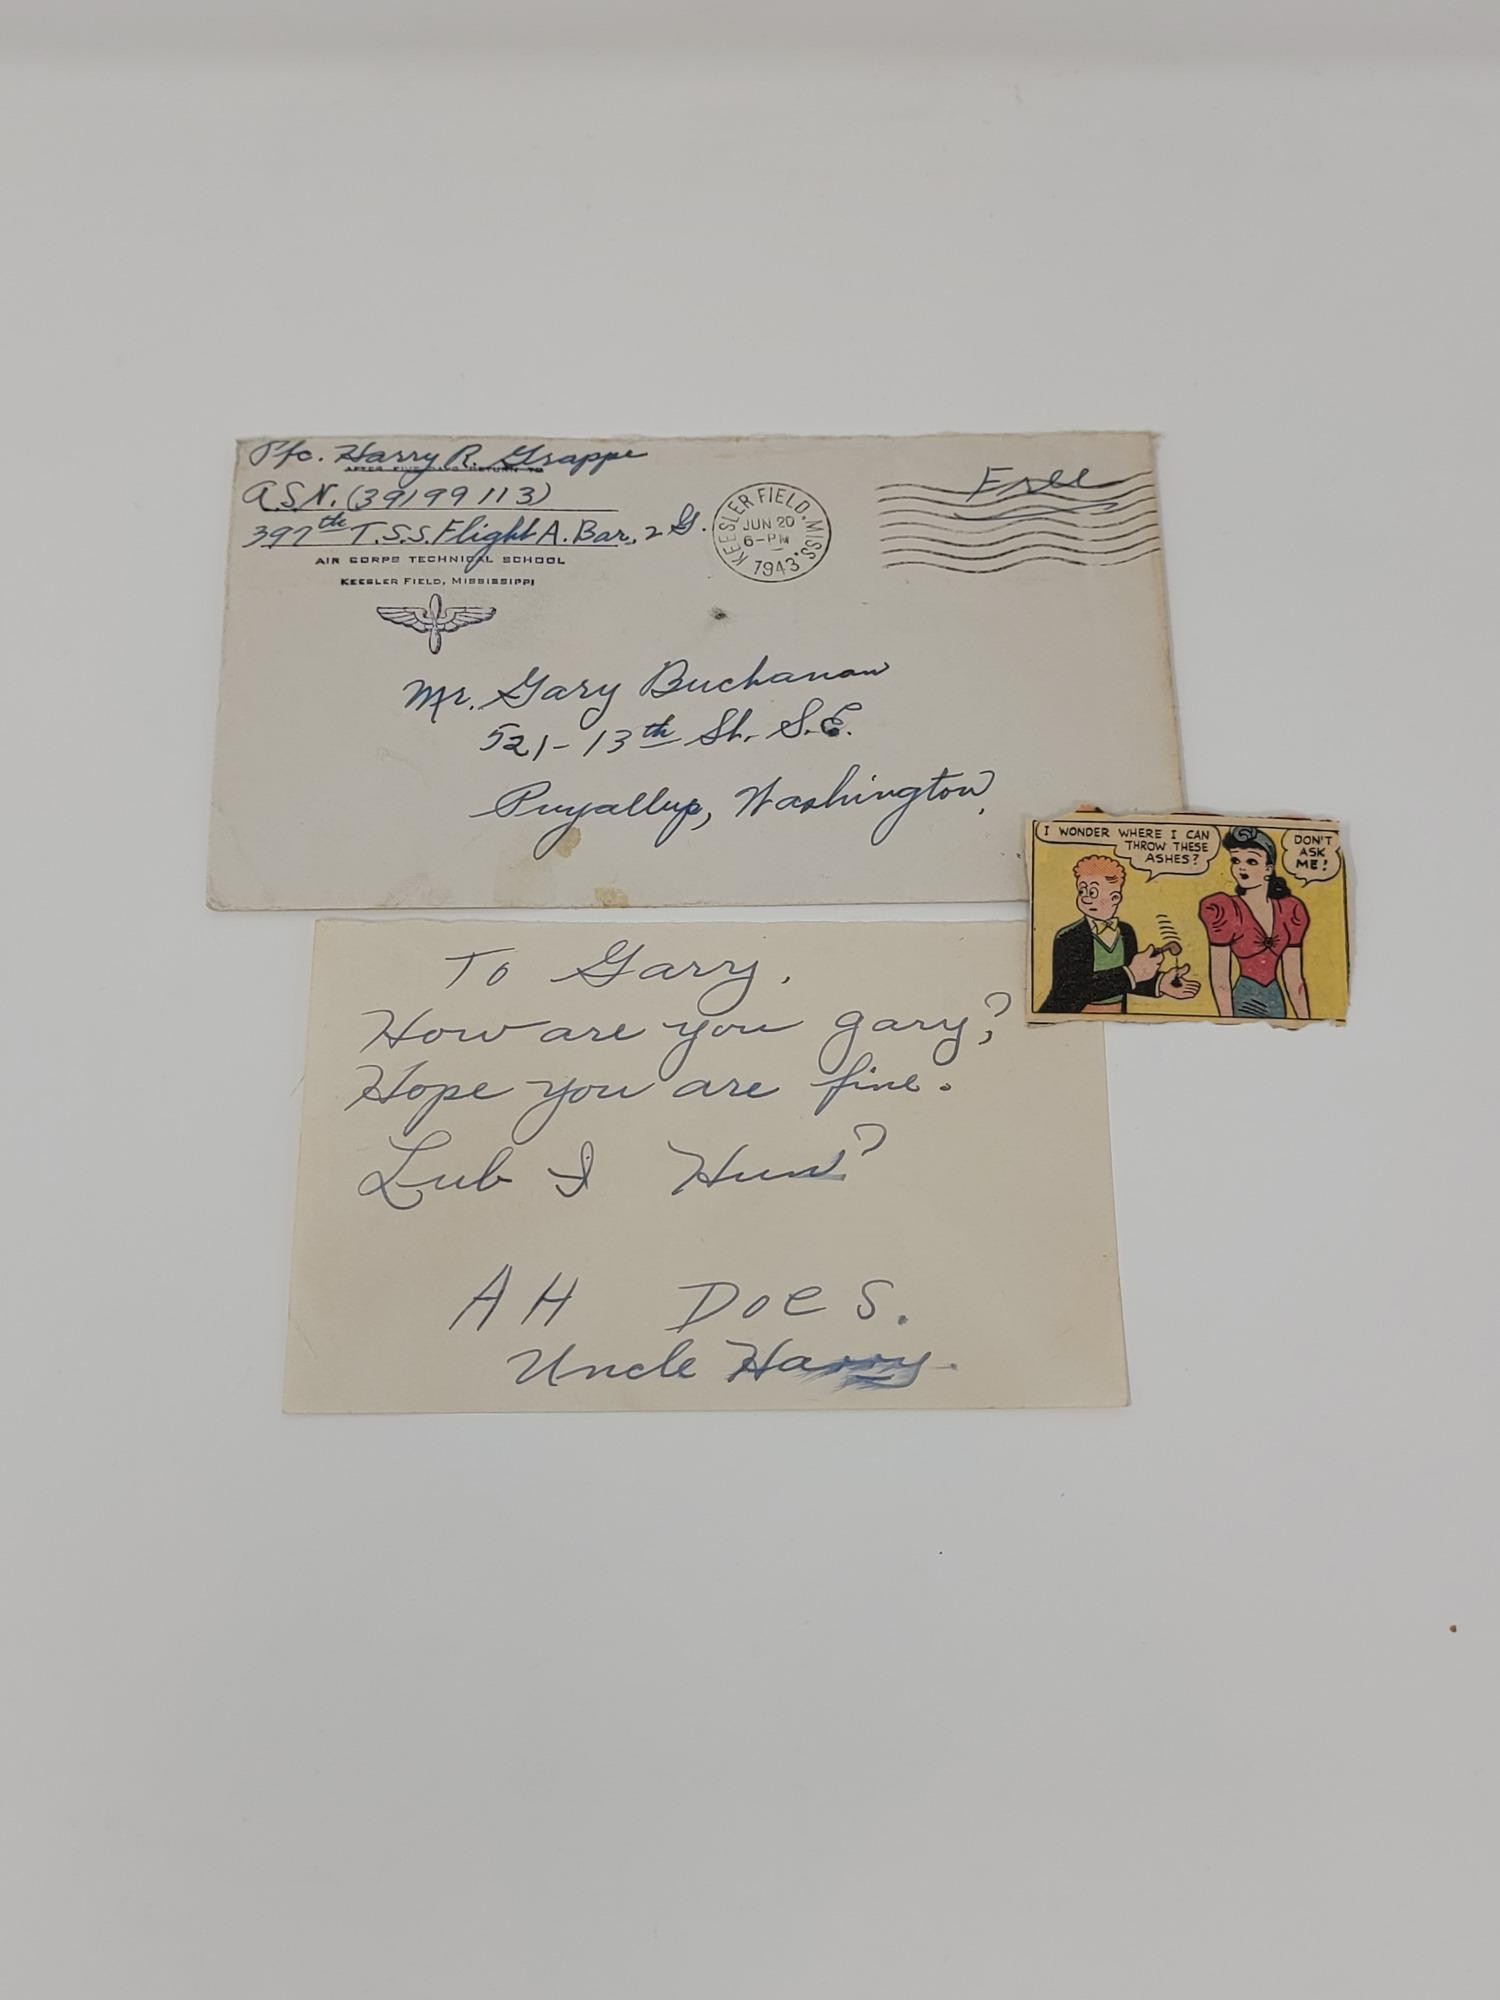 Pfc. Harry R. Grappe
AFTER FIVE DAYS RETURN TO
A.S.N. (39199113)
397th T.S.S. Flight A. Bar. 2 G.
AIR CORPS TECHNICAL SCHOOL
KEESLER FIELD, MISSISSIPPI
KEESLER FIELD, MISS.
JUN 20
6-PM
1943
Free
Mr. Gary Buchanan
521-13th St. S.E.
Puyallup, Washington
I WONDER WHERE I CAN
THROW THESE
ASHES?
DON'T
ASK
ME!
To Gary,
How are you gary?
Hope you are fine.
Lub I Hun?
AH DOES.
Uncle Harry.